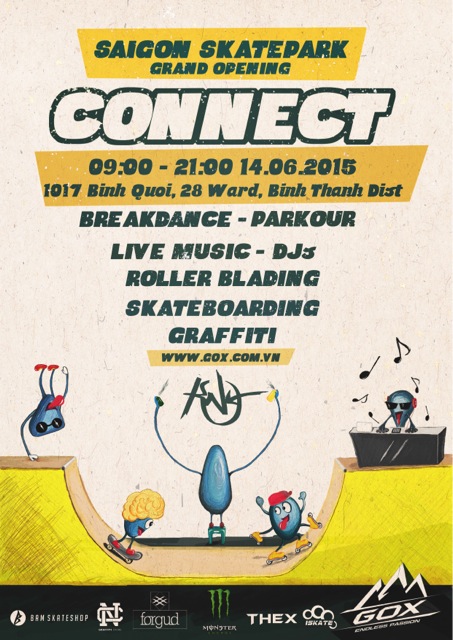 SAIGON SKATEPARK
GRAND OPENING
CONNECT
09:00 - 21:00 14.06.2015
1017 Binh Quoi, 28 Ward, Binh Thanh Dist
BREAKDANCE - PARKOUR
LIVE MUSIC - DJs
ROLLER BLADING
SKATEBOARDING
GRAFFITI
WWW.GOX.COM.VN
BAM SKATESHOP
forgud
MONSTER
THEX
ISKATE
GOX
ENDLESS PASSION